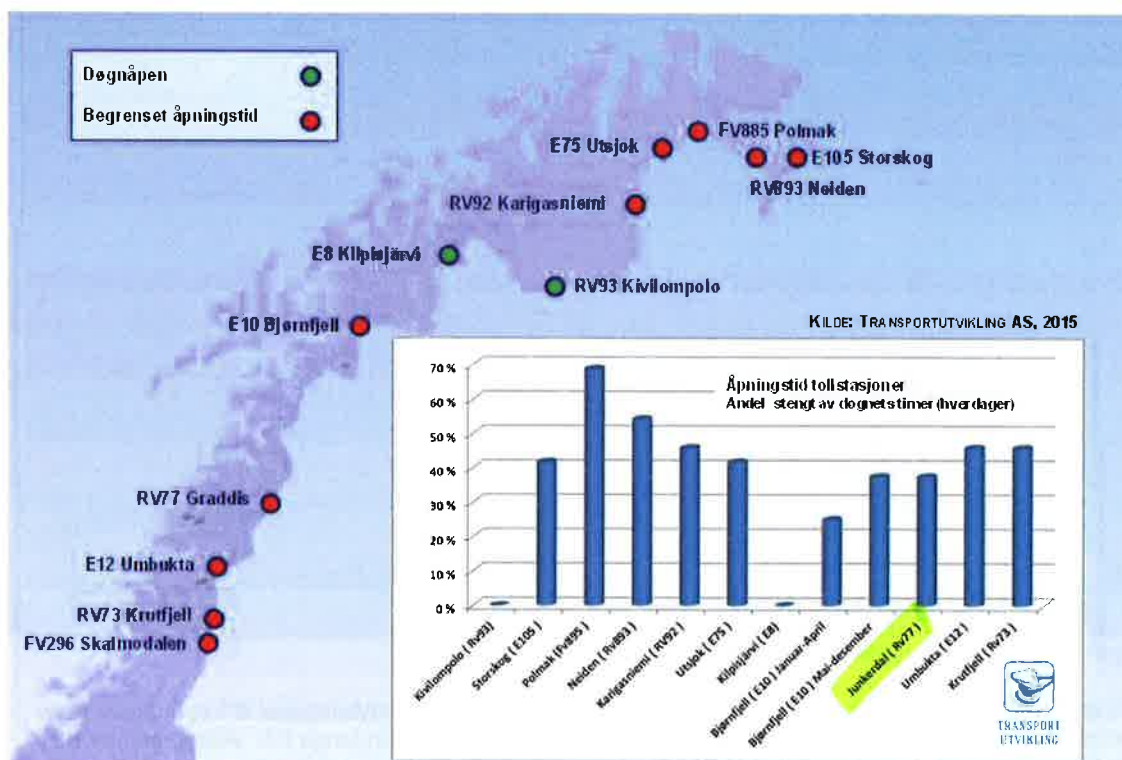 Døgnåpen
Begrenset åpningstid
FV885 Polmak
E75 Utsjok
E105 Storskog
RV893 Neiden
RV92 Karigasniemi
E8 Kilpisjärvi
RV93 Kivilompolo
E10 Bjørnfjell
KILDE: TRANSPORTUTVIKLING AS, 2015
70 %
60 %
50 %
40 %
30 %
20 %
10 %
0 %
Åpningstid tollstasjoner
Andel stengt av døgnets timer (hverdager)
RV77 Graddis
E12 Umbukta
RV73 Krutfjell
FV296 Skalmodalen
Kivilompolo ( Rv93)
Storskog ( E105 )
Polmak (Fv895)
Neiden ( Rv893)
Karigasniemi ( RV92 )
Utsjok ( E75 )
Kilpisjärvi ( E8)
Bjørnfjell ( E10 ) Januar-April
Bjørnfjell ( E10 ) Mai-desember
Junkerdal ( Rv77 )
Umbukta ( E12 )
Krutfjell ( Rv73 )
TRANSPORT
UTVIKLING